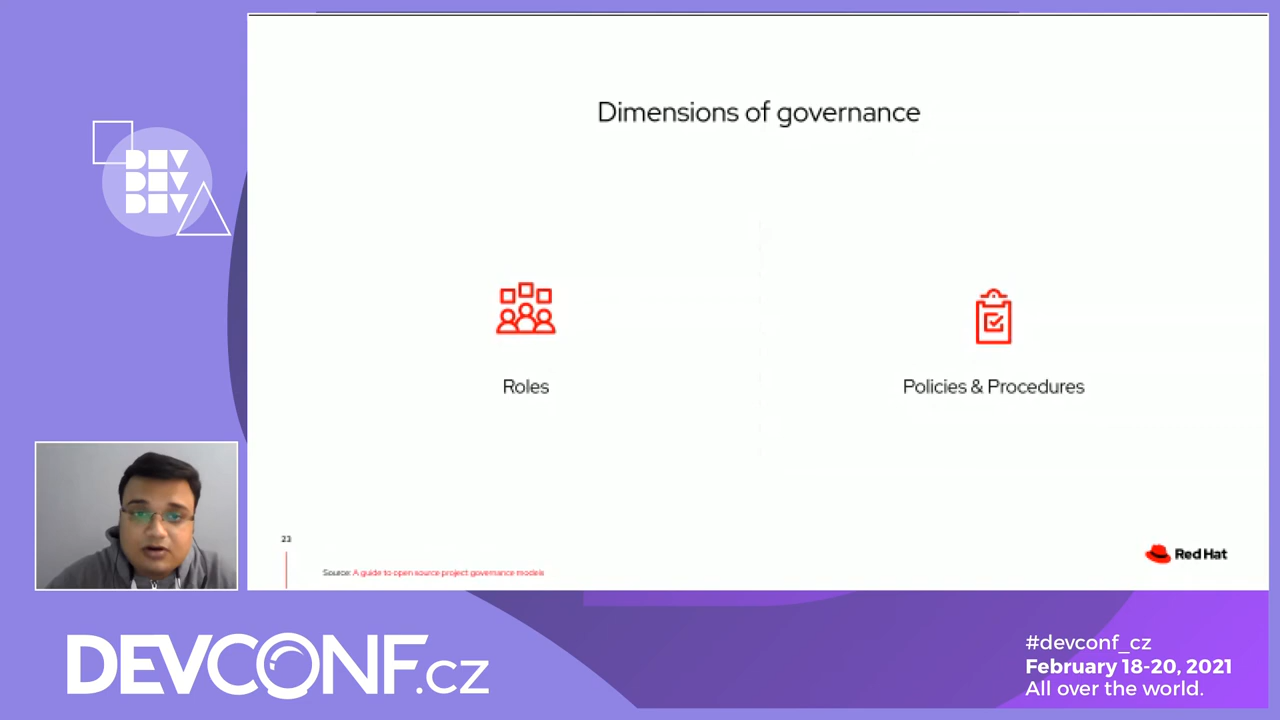 Dimensions of governance
DEV
DEV
DEV
Roles
Policies & Procedures
23
Source: A guide to open source project governance models
Red Hat
DEVCONF.cz
#devconf_cz
February 18-20, 2021
All over the world.